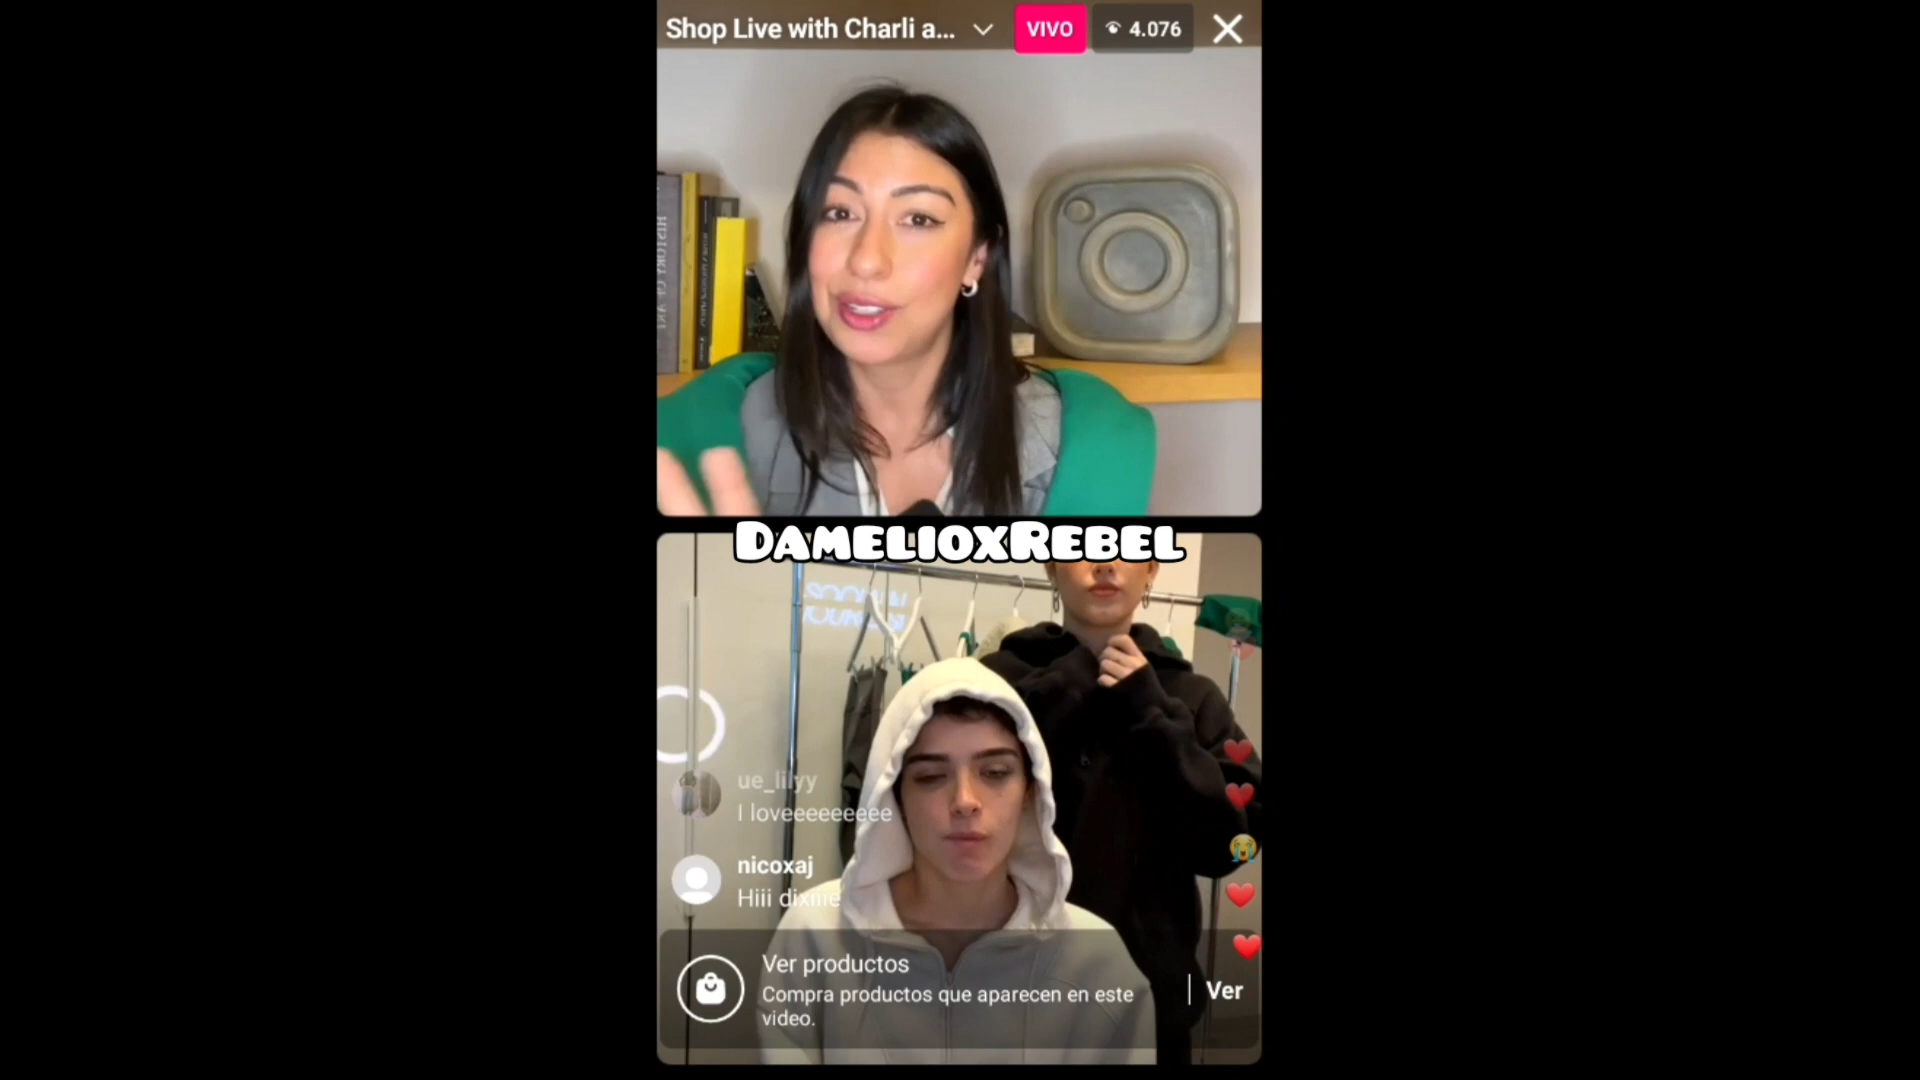 Shop Live with Charli a...
VIVO
4.076
DAMELIOXREBEL
ue_lilyy
I loveeeeeeeee
nicoxaj
Hiii dixiiie
Ver productos
Compra productos que aparecen en este
video.
Ver